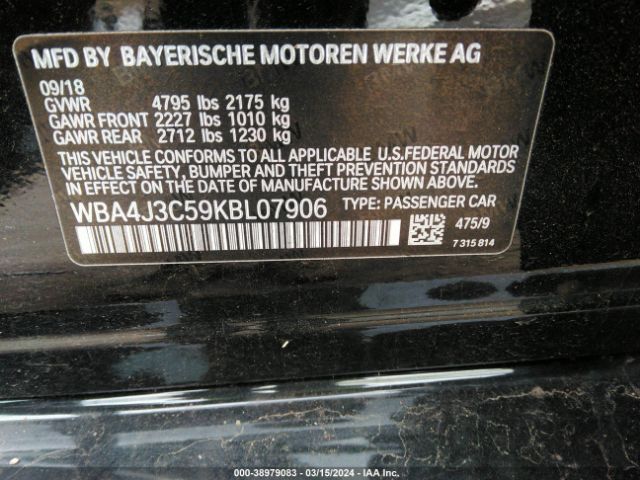 MFD BY BAYERISCHE MOTOREN WERKE AG
09/18
GVWR 4795 lbs 2175 kg
GAWR FRONT 2227 lbs 1010 kg
GAWR REAR 2712 lbs 1230 kg
THIS VEHICLE CONFORMS TO ALL APPLICABLE U.S.FEDERAL MOTOR
VEHICLE SAFETY, BUMPER AND THEFT PREVENTION STANDARDS
IN EFFECT ON THE DATE OF MANUFACTURE SHOWN ABOVE.
WBA4J3C59KBL07906 TYPE: PASSENGER CAR
475/9
7 315 814
000-38979083 - 03/15/2024 - IAA Inc.